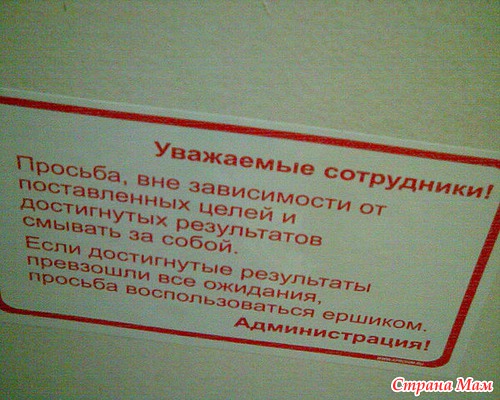 Уважаемые сотрудники!
Просьба, вне зависимости от
поставленных целей и
достигнутых результатов
смывать за собой.
Если достигнутые результаты
превзошли все ожидания,
просьба воспользоваться ершиком.
Администрация!
Страна Мам